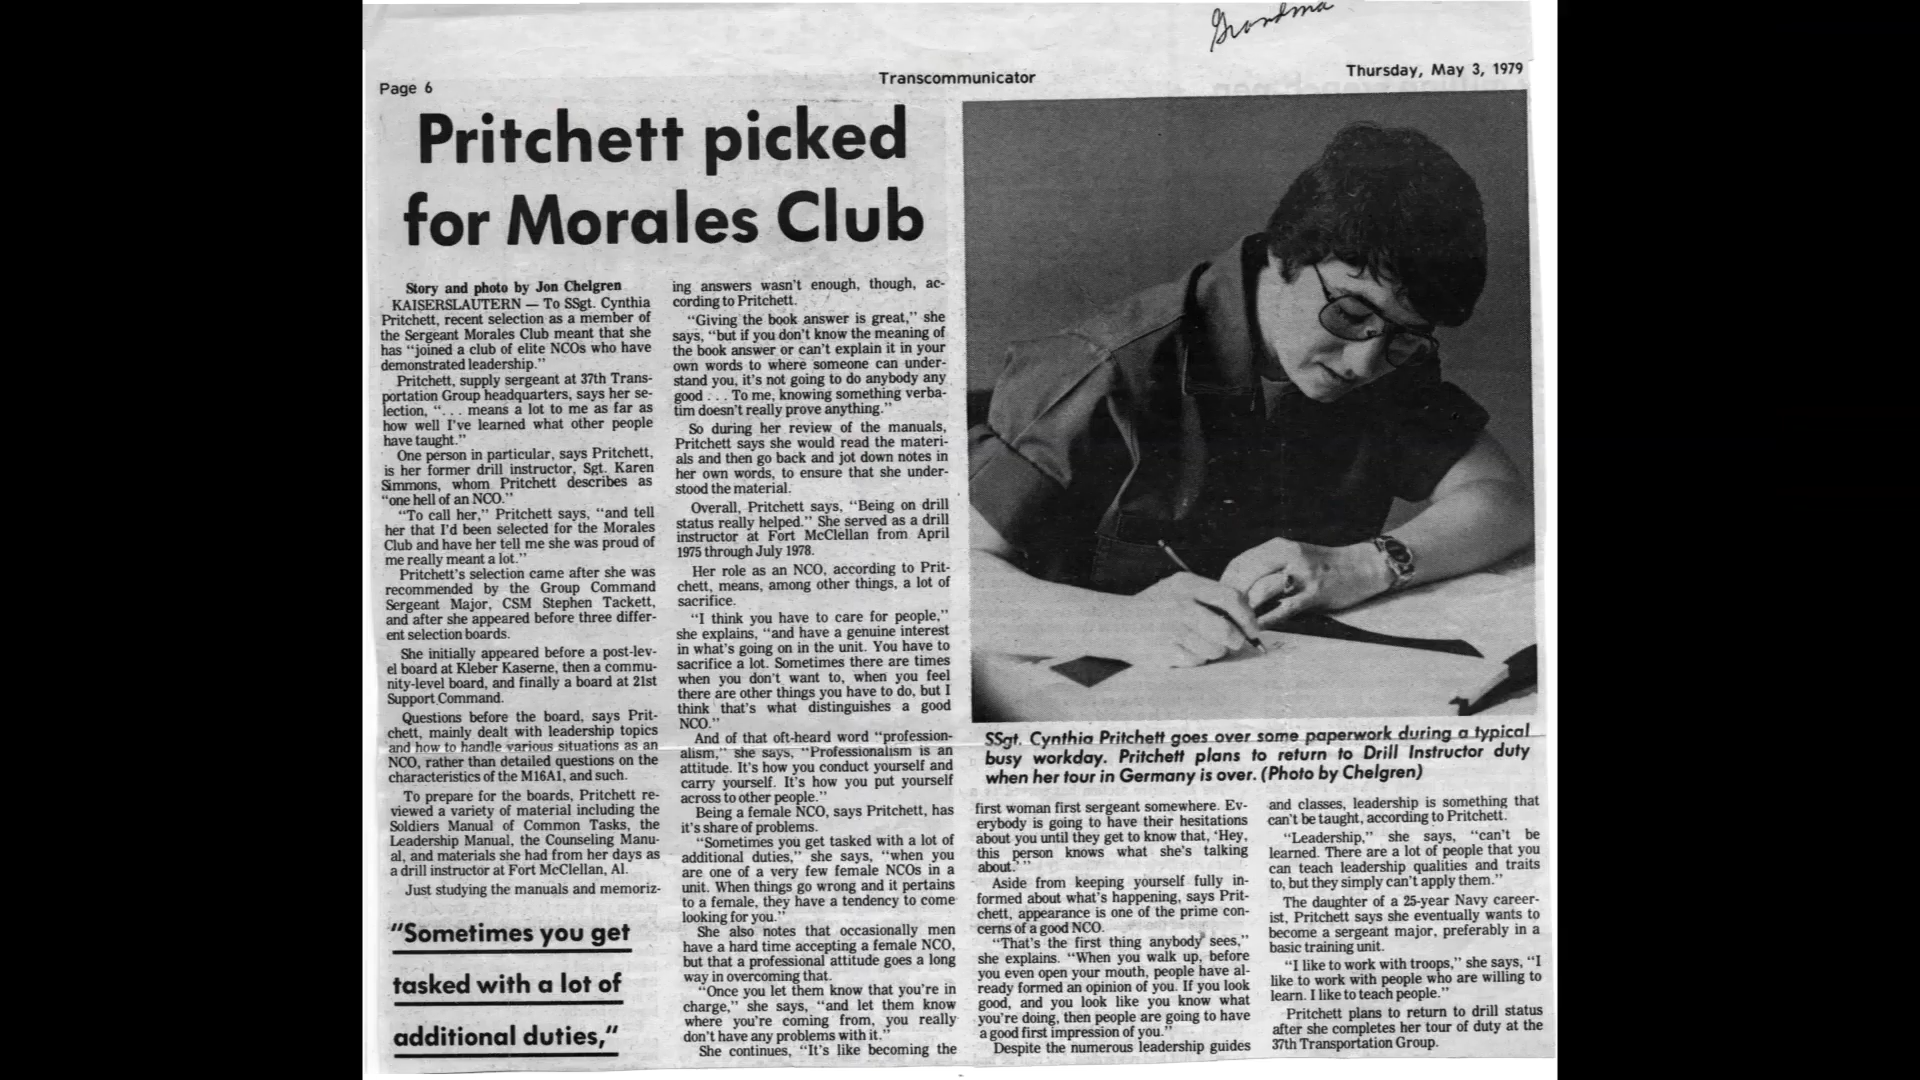 Grandma
Page 6
Transcommunicator
Thursday, May 3, 1979
Pritchett picked
for Morales Club
Story and photo by Jon Chelgren
KAISERSLAUTERN — To SSgt. Cynthia
Pritchett, recent selection as a member of
the Sergeant Morales Club meant that she
has "joined a club of elite NCOs who have
demonstrated leadership."
Pritchett, supply sergeant at 37th Trans-
portation Group headquarters, says her se-
lection, ". . . means a lot to me as far as
how well I've learned what other people
have taught."
One person in particular, says Pritchett,
is her former drill instructor, Sgt. Karen
Simmons, whom Pritchett describes as
"one hell of an NCO."
"To call her," Pritchett says, "and tell
her that I'd been selected for the Morales
Club and have her tell me she was proud of
me really meant a lot."
Pritchett's selection came after she was
recommended by the Group Command
Sergeant Major, CSM Stephen Tackett,
and after she appeared before three differ-
ent selection boards.
She initially appeared before a post-lev-
el board at Kleber Kaserne, then a commu-
nity-level board, and finally a board at 21st
Support Command.
Questions before the board, says Prit-
chett, mainly dealt with leadership topics
and how to handle various situations as an
NCO, rather than detailed questions on the
characteristics of the M16A1, and such.
To prepare for the boards, Pritchett re-
viewed a variety of material including the
Soldiers Manual of Common Tasks, the
Leadership Manual, the Counseling Manu-
al, and materials she had from her days as
a drill instructor at Fort McClellan, Al.
Just studying the manuals and memoriz-
"Sometimes you get
tasked with a lot of
additional duties,"
ing answers wasn't enough, though, ac-
cording to Pritchett.
"Giving the book answer is great," she
says, "but if you don't know the meaning of
the book answer or can't explain it in your
own words to where someone can under-
stand you, it's not going to do anybody any
good . . . To me, knowing something verba-
tim doesn't really prove anything."
So during her review of the manuals,
Pritchett says she would read the materi-
als and then go back and jot down notes in
her own words, to ensure that she under-
stood the material.
Overall, Pritchett says, "Being on drill
status really helped." She served as a drill
instructor at Fort McClellan from April
1975 through July 1978.
Her role as an NCO, according to Prit-
chett, means, among other things, a lot of
sacrifice.
"I think you have to care for people,"
she explains, "and have a genuine interest
in what's going on in the unit. You have to
sacrifice a lot. Sometimes there are times
when you don't want to, when you feel
there are other things you have to do, but I
think that's what distinguishes a good
NCO."
And of that oft-heard word "profession-
alism," she says, "Professionalism is an
attitude. It's how you conduct yourself and
carry yourself. It's how you put yourself
across to other people."
Being a female NCO, says Pritchett, has
it's share of problems.
"Sometimes you get tasked with a lot of
additional duties," she says, "when you
are one of a very few female NCOs in a
unit. When things go wrong and it pertains
to a female, they have a tendency to come
looking for you."
She also notes that occasionally men
have a hard time accepting a female NCO,
but that a professional attitude goes a long
way in overcoming that.
"Once you let them know that you're in
charge," she says, "and let them know
where you're coming from, you really
don't have any problems with it."
She continues, "It's like becoming the
SSgt. Cynthia Pritchett goes over some paperwork during a typical
busy workday. Pritchett plans to return to Drill Instructor duty
when her tour in Germany is over. (Photo by Chelgren)
first woman first sergeant somewhere. Ev-
erybody is going to have their hesitations
about you until they get to know that, 'Hey,
this person knows what she's talking
about.' "
Aside from keeping yourself fully in-
formed about what's happening, says Prit-
chett, appearance is one of the prime con-
cerns of a good NCO.
"That's the first thing anybody sees,"
she explains. "When you walk up, before
you even open your mouth, people have al-
ready formed an opinion of you. If you look
good, and you look like you know what
you're doing, then people are going to have
a good first impression of you."
Despite the numerous leadership guides
and classes, leadership is something that
can't be taught, according to Pritchett.
"Leadership," she says, "can't be
learned. There are a lot of people that you
can teach leadership qualities and traits
to, but they simply can't apply them."
The daughter of a 25-year Navy career-
ist, Pritchett says she eventually wants to
become a sergeant major, preferably in a
basic training unit.
"I like to work with troops," she says, "I
like to work with people who are willing to
learn. I like to teach people."
Pritchett plans to return to drill status
after she completes her tour of duty at the
37th Transportation Group.